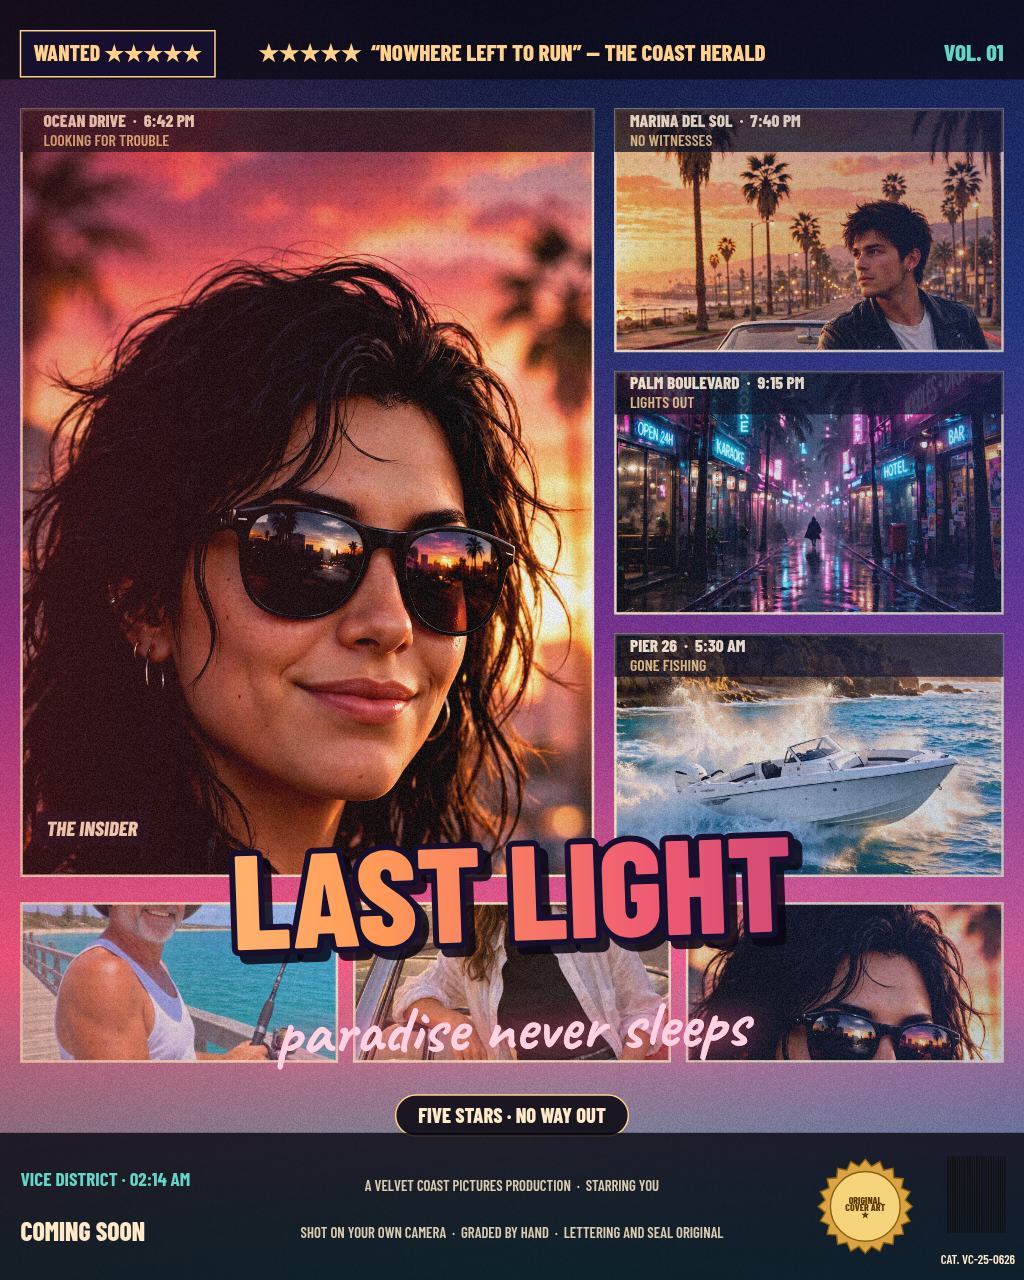 WANTED ★★★★★
★★★★★ “NOWHERE LEFT TO RUN” — THE COAST HERALD
VOL. 01
OCEAN DRIVE · 6:42 PM
LOOKING FOR TROUBLE
MARINA DEL SOL · 7:40 PM
NO WITNESSES
PALM BOULEVARD · 9:15 PM
LIGHTS OUT
OPEN 24H
KARAOKE
HOTEL
BAR
PIER 26 · 5:30 AM
GONE FISHING
THE INSIDER
LAST LIGHT
paradise never sleeps
FIVE STARS · NO WAY OUT
VICE DISTRICT · 02:14 AM
COMING SOON
A VELVET COAST PICTURES PRODUCTION · STARRING YOU
SHOT ON YOUR OWN CAMERA · GRADED BY HAND · LETTERING AND SEAL ORIGINAL
ORIGINAL
COVER ART
★
CAT. VC-25-0626